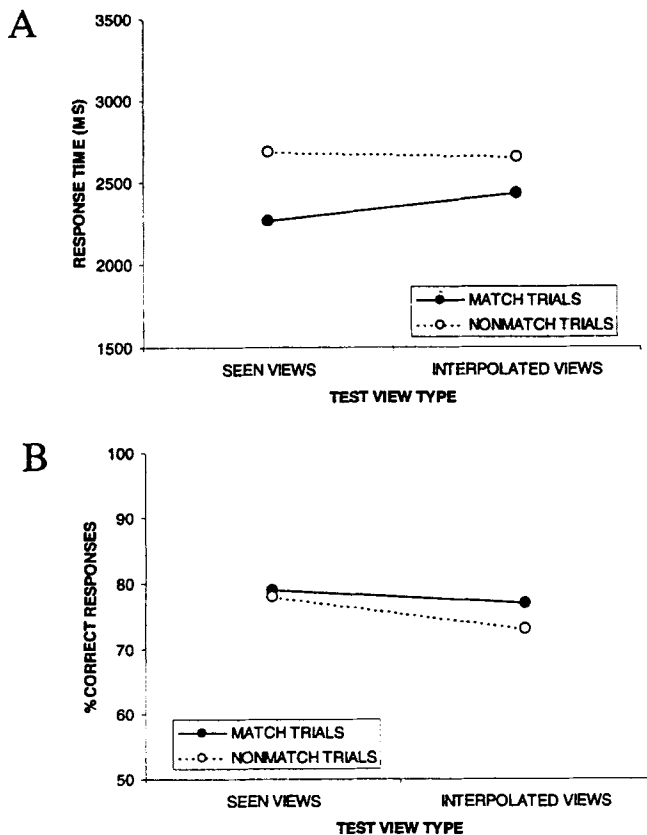 A
3500
3000
2500
2000
1500
RESPONSE TIME (MS)
MATCH TRIALS
NONMATCH TRIALS
SEEN VIEWS INTERPOLATED VIEWS
TEST VIEW TYPE
B
100
90
80
70
60
50
% CORRECT RESPONSES
MATCH TRIALS
NONMATCH TRIALS
SEEN VIEWS INTERPOLATED VIEWS
TEST VIEW TYPE